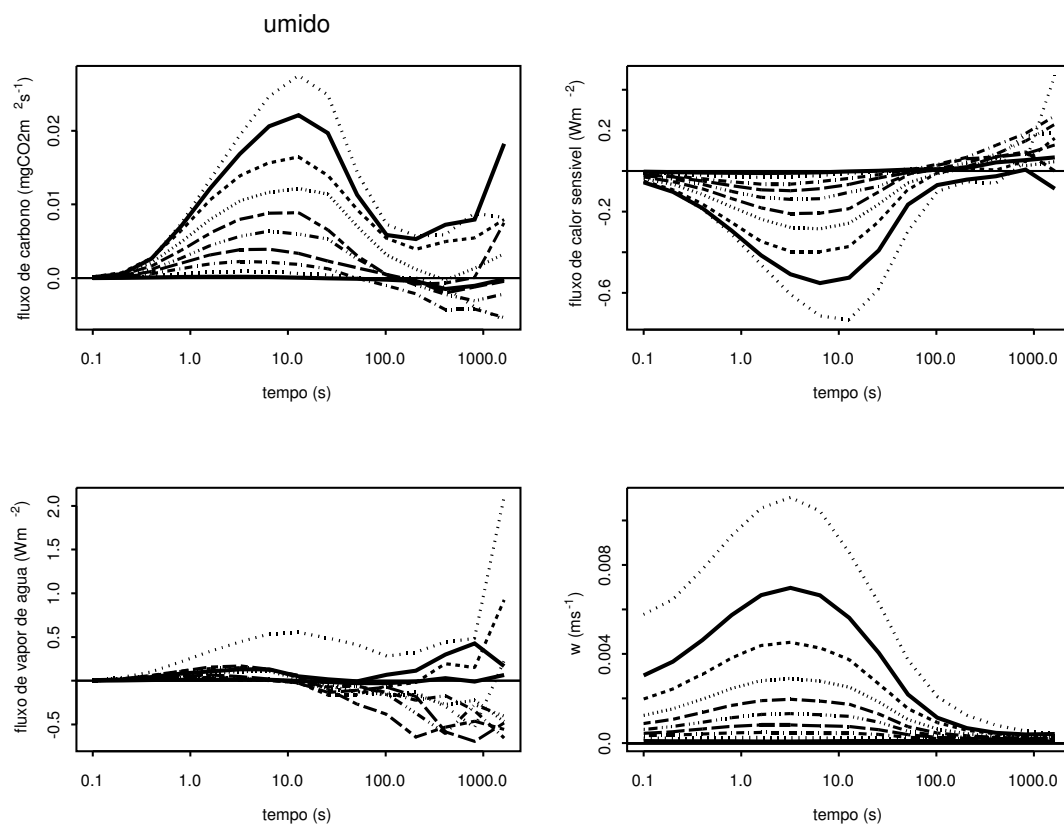 umido
fluxo de carbono (mgCO2m 2s-1)
0.0
0.01
0.02
0.1 1.0 10.0 100.0 1000.0
tempo (s)
fluxo de calor sensivel (Wm -2)
-0.6
-0.2
0.2
0.1 1.0 10.0 100.0 1000.0
tempo (s)
fluxo de vapor de agua (Wm -2)
-0.5
0.0
0.5
1.0
1.5
2.0
0.1 1.0 10.0 100.0 1000.0
tempo (s)
w (ms-1)
0.0
0.004
0.008
0.1 1.0 10.0 100.0 1000.0
tempo (s)